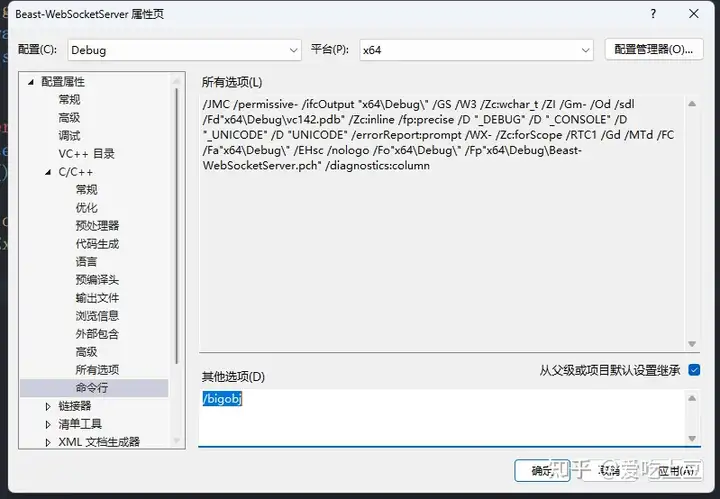 Beast-WebSocketServer 属性页
配置(C): Debug 平台(P): x64 配置管理器(O)...
配置属性
常规
高级
调试
VC++ 目录
C/C++
常规
优化
预处理器
代码生成
语言
预编译头
输出文件
浏览信息
外部包含
高级
所有选项
命令行
链接器
清单工具
XML 文档生成器
所有选项(L)
/JMC /permissive- /ifcOutput "x64\Debug\" /GS /W3 /Zc:wchar_t /ZI /Gm- /Od /sdl
/Fd"x64\Debug\vc142.pdb" /Zc:inline /fp:precise /D "_DEBUG" /D "_CONSOLE" /D
"_UNICODE" /D "UNICODE" /errorReport:prompt /WX- /Zc:forScope /RTC1 /Gd /MTd /FC
/Fa"x64\Debug\" /EHsc /nologo /Fo"x64\Debug\" /Fp"x64\Debug\Beast-
WebSocketServer.pch" /diagnostics:column
其他选项(D) 从父级或项目默认设置继承
/bigobj
确定 取消 应用(A)
知乎 @爱吃土豆